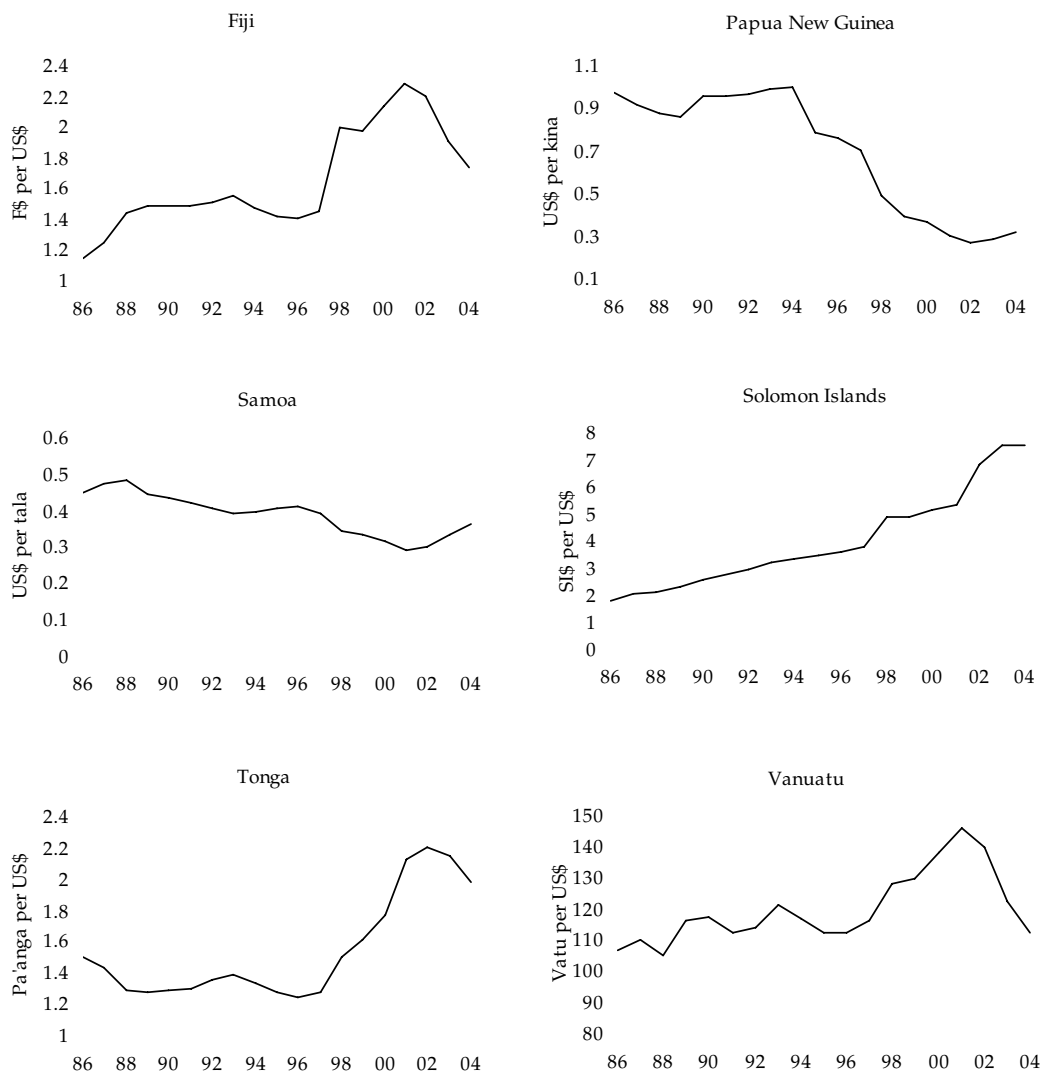 Fiji
F$ per US$
2.4
2.2
2
1.8
1.6
1.4
1.2
1
86 88 90 92 94 96 98 00 02 04
Papua New Guinea
US$ per kina
1.1
0.9
0.7
0.5
0.3
0.1
86 88 90 92 94 96 98 00 02 04
Samoa
US$ per tala
0.6
0.5
0.4
0.3
0.2
0.1
0
86 88 90 92 94 96 98 00 02 04
Solomon Islands
SI$ per US$
8
7
6
5
4
3
2
1
0
86 88 90 92 94 96 98 00 02 04
Tonga
Pa'anga per US$
2.4
2.2
2
1.8
1.6
1.4
1.2
1
86 88 90 92 94 96 98 00 02 04
Vanuatu
Vatu per US$
150
140
130
120
110
100
90
80
86 88 90 92 94 96 98 00 02 04